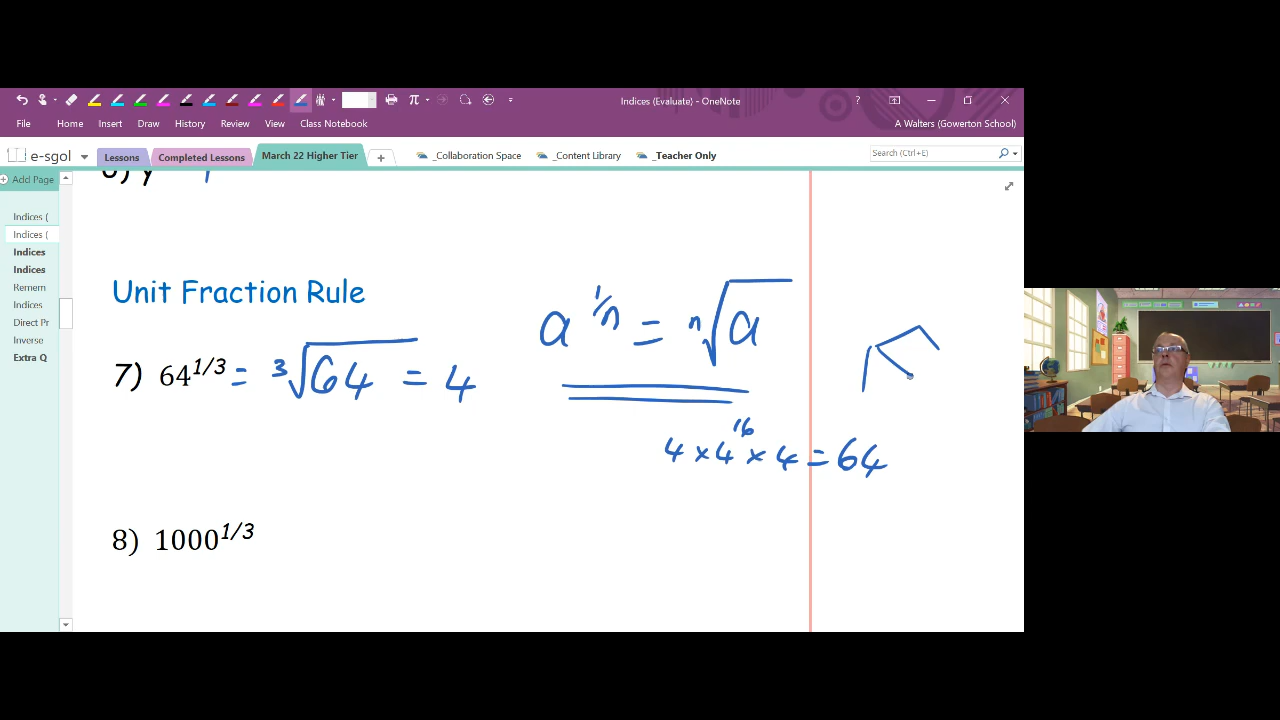 Indices (Evaluate) - OneNote
File Home Insert Draw History Review View Class Notebook
A Walters (Gowerton School)
e-sgol Lessons Completed Lessons March 22 Higher Tier + _Collaboration Space _Content Library _Teacher Only
Search (Ctrl+E)
Add Page
Indices (
Indices (
Indices
Indices
Remem
Indices
Direct Pr
Inverse
Extra Q
Unit Fraction Rule
a^1/n = ⁿ√a
7) 64^1/3 = ³√64 = 4
16
4 × 4 × 4 = 64
8) 1000^1/3